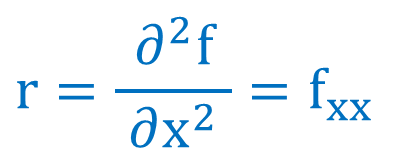 r = ∂²f/∂x² = fₓₓ